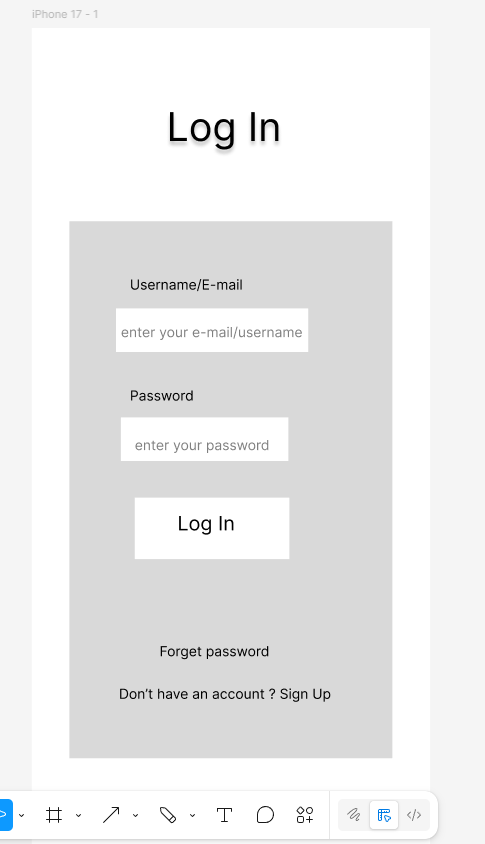 iPhone 17 - 1
Log In
Username/E-mail
enter your e-mail/username
Password
enter your password
Log In
Forget password
Don't have an account ? Sign Up